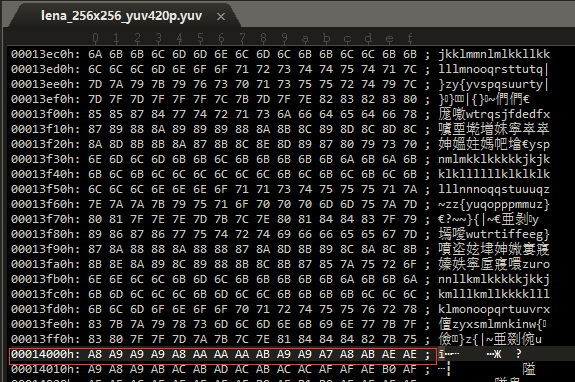 lena_256x256_yuv420p.yuv ×
0 1 2 3 4 5 6 7 8 9 a b c d e f
00013ec0h: 6A 6B 6B 6C 6D 6D 6E 6C 6D 6C 6B 6B 6C 6C 6B 6B ; jkklmmnlmlkkllkk
00013ed0h: 6C 6C 6C 6D 6E 6F 6F 71 72 73 74 74 75 74 71 7C ; lllmnooqrsttutq|
00013ee0h: 7D 7A 79 7B 79 76 73 70 71 73 75 75 72 74 79 7C ; }zy{yvspqsuurty|
00013ef0h: 7D 7F 7D 7F 7F 7F 7C 7B 7D 7F 7E 82 83 82 83 80 ;
00013f00h: 85 85 87 84 77 74 72 71 73 6A 66 64 65 64 66 78 ; wtrqsjfdedfx
00013f10h: 87 89 88 8A 89 89 89 88 8A 8B 8C 89 8D 8C 8D 8C ;
00013f20h: 8A 8D 8B 8B 8A 87 8B 8C 8E 8D 89 87 80 79 73 70 ; €ysp
00013f30h: 6E 6D 6C 6D 6B 6B 6C 6B 6B 6B 6B 6B 6A 6B 6A 6B ; nmlmkklkkkkkjkjk
00013f40h: 6B 6C 6B 6C 6C 6C 6C 6C 6C 6B 6C 6B 6C 6B 6C 6B ; klkllllllklklklk
00013f50h: 6C 6C 6C 6E 6E 6E 6F 71 71 73 74 75 75 75 71 7A ; lllnnnoqqstuuuqz
00013f60h: 7E 7A 7A 7B 79 75 71 6F 70 70 70 6D 6D 75 7A 7D ; ~zz{yuqopppmmuz}
00013f70h: 80 81 7F 7E 7E 7D 7B 7C 7E 80 81 84 84 83 7F 79 ;
00013f80h: 89 86 87 86 77 75 74 72 74 69 66 66 65 65 67 7D ; wutrtiffeeg}
00013f90h: 87 8A 88 88 8A 88 88 87 8A 8D 8B 89 8C 8A 8C 8B ;
00013fa0h: 8B 8E 8A 89 8C 89 88 8B 8C 8B 87 85 7A 75 72 6F ; zuro
00013fb0h: 6E 6E 6C 6C 6B 6D 6C 6B 6B 6B 6B 6B 6A 6B 6B 6A ; nnllkmlkkkkkjkkj
00013fc0h: 6B 6D 6C 6C 6C 6B 6D 6C 6C 6B 6B 6B 6B 6C 6C 6C ; kmlllkmllkkkklll
00013fd0h: 6B 6C 6D 6F 6E 6F 6F 70 71 72 74 75 75 76 72 78 ; klmonoopqrtuuvrx
00013fe0h: 83 7B 7A 79 78 73 6D 6C 6D 6E 6B 69 6E 77 7B 7F ; zyxsmlmnkinw{
00013ff0h: 83 80 7F 7F 7D 7A 7B 7C 7E 81 84 84 84 82 7B 75 ;
00014000h: A8 A9 A9 A9 A8 AA AA AA AB A9 A9 A7 A8 AB AE AE ;
00014010h: A9 A8 A9 AB AC AB AD AC AB AC AC AF AF AE B0 AF ;